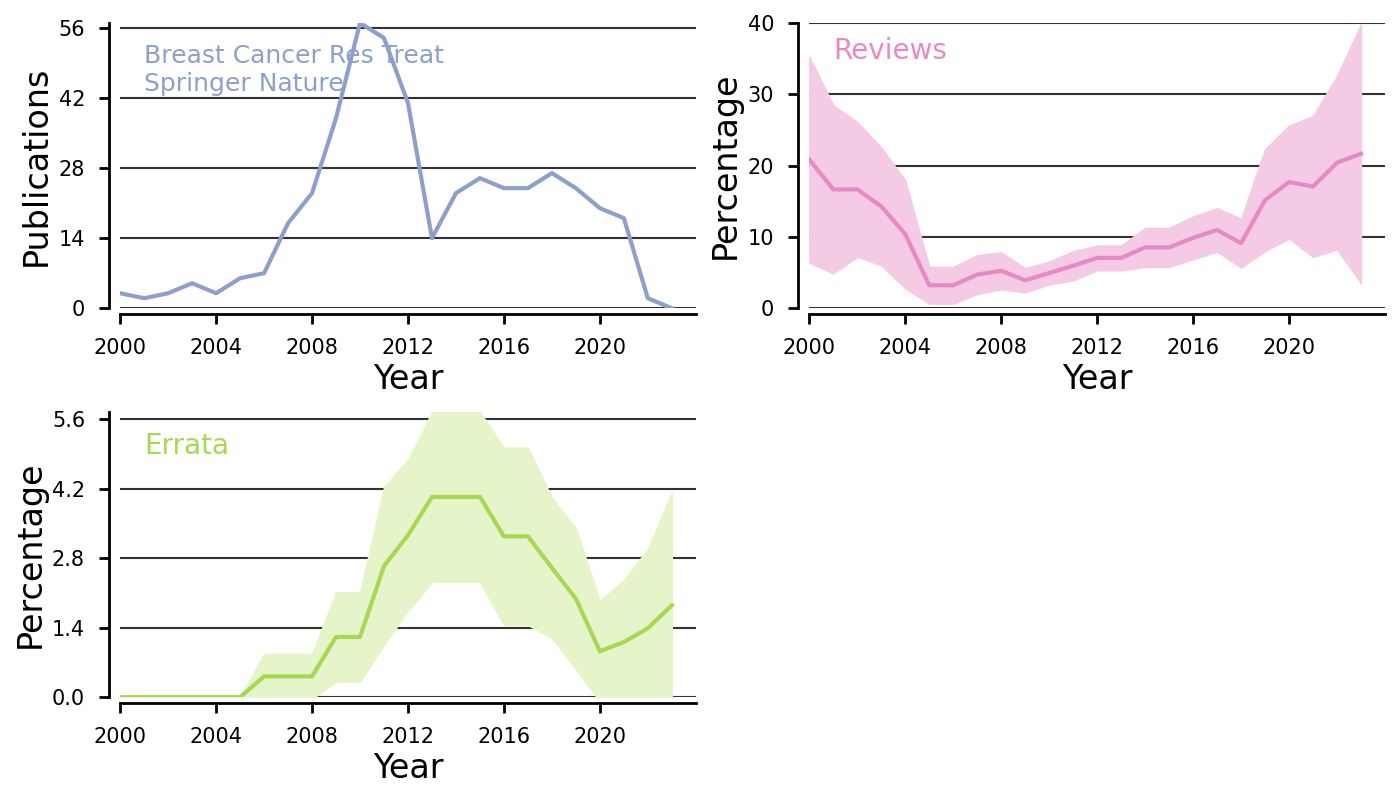 Publications
56
42
28
14
0
Breast Cancer Res Treat
Springer Nature
2000 2004 2008 2012 2016 2020
Year
Percentage
40
30
20
10
0
Reviews
2000 2004 2008 2012 2016 2020
Year
Percentage
5.6
4.2
2.8
1.4
0.0
Errata
2000 2004 2008 2012 2016 2020
Year